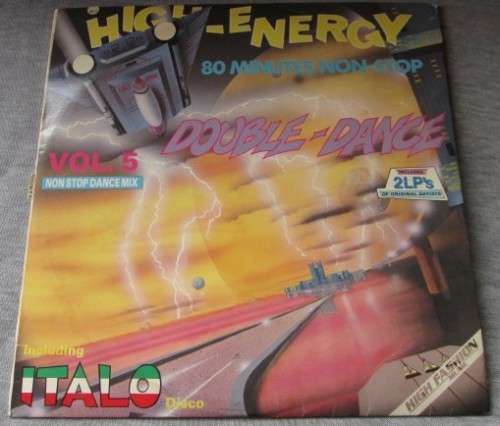 HIGH-ENERGY
80 MINUTES NON-STOP
DOUBLE-DANCE
VOL. 5
NON STOP DANCE MIX
INCLUDING
2LP's
OF ORIGINAL ARTISTS
Including
ITALO
Disco
HIGH FASHION